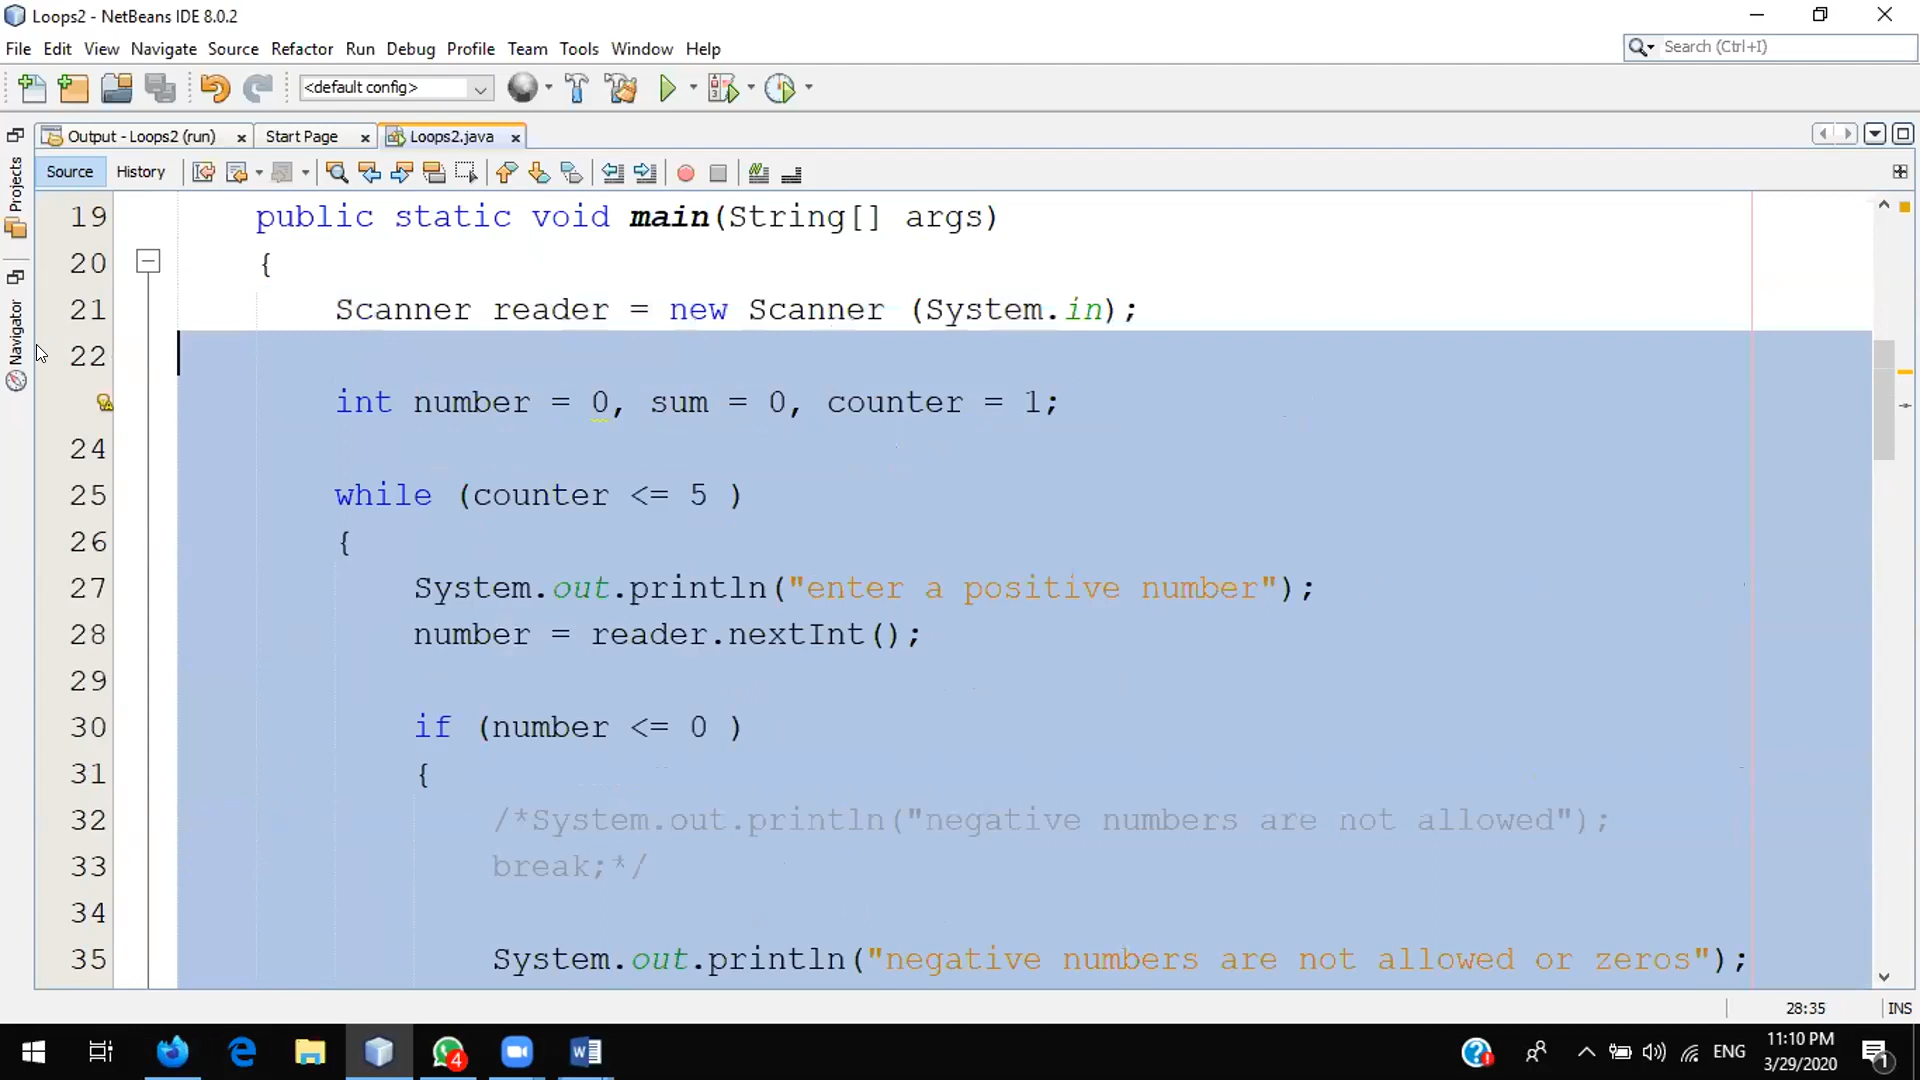 Loops2 - NetBeans IDE 8.0.2
File Edit View Navigate Source Refactor Run Debug Profile Team Tools Window Help
Search (Ctrl+I)
<default config>
Output - Loops2 (run) Start Page Loops2.java
Source History
Projects
Navigator
19 public static void main(String[] args)
20 {
21 Scanner reader = new Scanner (System.in);
22
int number = 0, sum = 0, counter = 1;
24
25 while (counter <= 5 )
26 {
27 System.out.println("enter a positive number");
28 number = reader.nextInt();
29
30 if (number <= 0 )
31 {
32 /*System.out.println("negative numbers are not allowed");
33 break;*/
34
35 System.out.println("negative numbers are not allowed or zeros");
28:35 INS
4
ENG
11:10 PM
3/29/2020
1